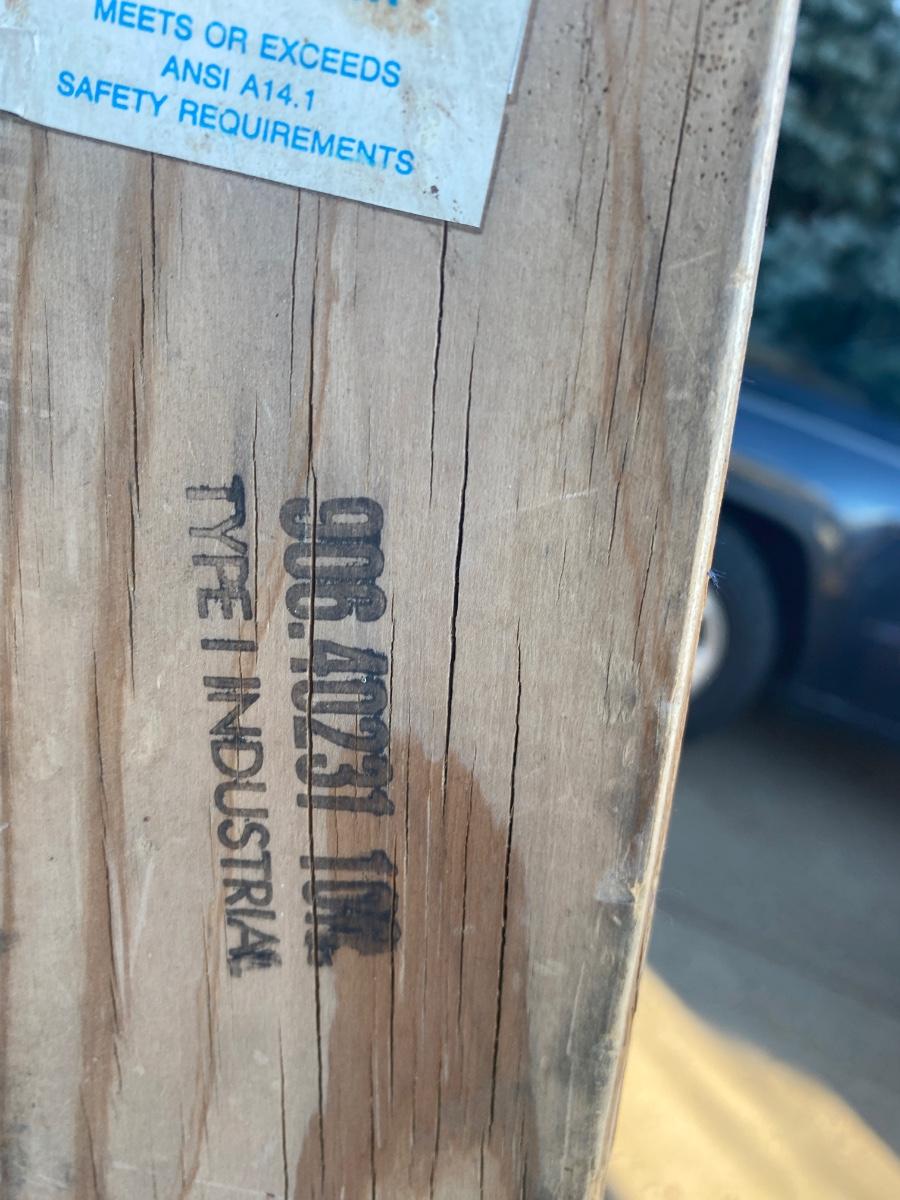 MEETS OR EXCEEDS
ANSI A14.1
SAFETY REQUIREMENTS
906.40231
TYPE I INDUSTRIAL